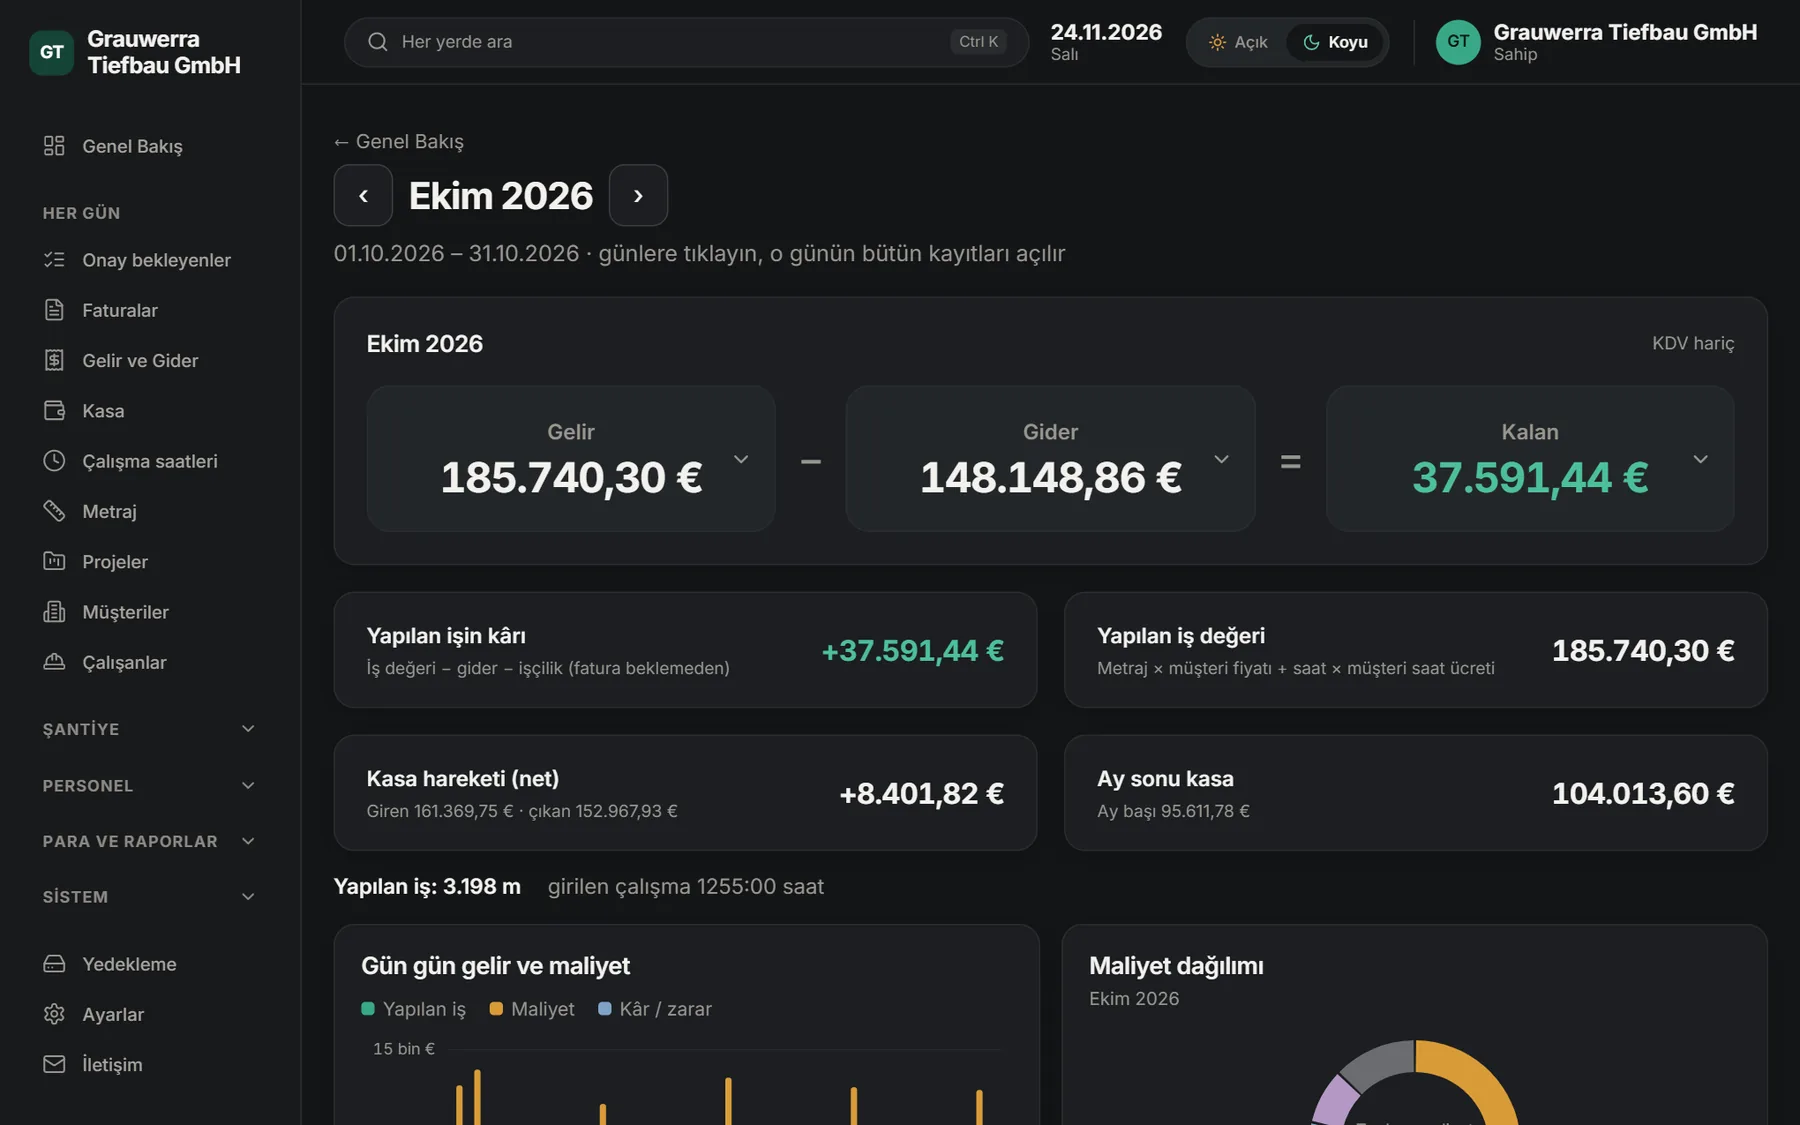 GT
Grauwerra
Tiefbau GmbH
Genel Bakış
HER GÜN
Onay bekleyenler
Faturalar
Gelir ve Gider
Kasa
Çalışma saatleri
Metraj
Projeler
Müşteriler
Çalışanlar
ŞANTİYE
PERSONEL
PARA VE RAPORLAR
SİSTEM
Yedekleme
Ayarlar
İletişim
Her yerde ara
Ctrl K
24.11.2026
Salı
Açık
Koyu
GT
Grauwerra Tiefbau GmbH
Sahip
← Genel Bakış
‹ Ekim 2026 ›
01.10.2026 – 31.10.2026 · günlere tıklayın, o günün bütün kayıtları açılır
Ekim 2026
KDV hariç
Gelir
185.740,30 €
−
Gider
148.148,86 €
=
Kalan
37.591,44 €
Yapılan işin kârı
İş değeri − gider − işçilik (fatura beklemeden)
+37.591,44 €
Yapılan iş değeri
Metraj × müşteri fiyatı + saat × müşteri saat ücreti
185.740,30 €
Kasa hareketi (net)
Giren 161.369,75 € · çıkan 152.967,93 €
+8.401,82 €
Ay sonu kasa
Ay başı 95.611,78 €
104.013,60 €
Yapılan iş: 3.198 m girilen çalışma 1255:00 saat
Gün gün gelir ve maliyet
Yapılan iş
Maliyet
Kâr / zarar
15 bin €
Maliyet dağılımı
Ekim 2026